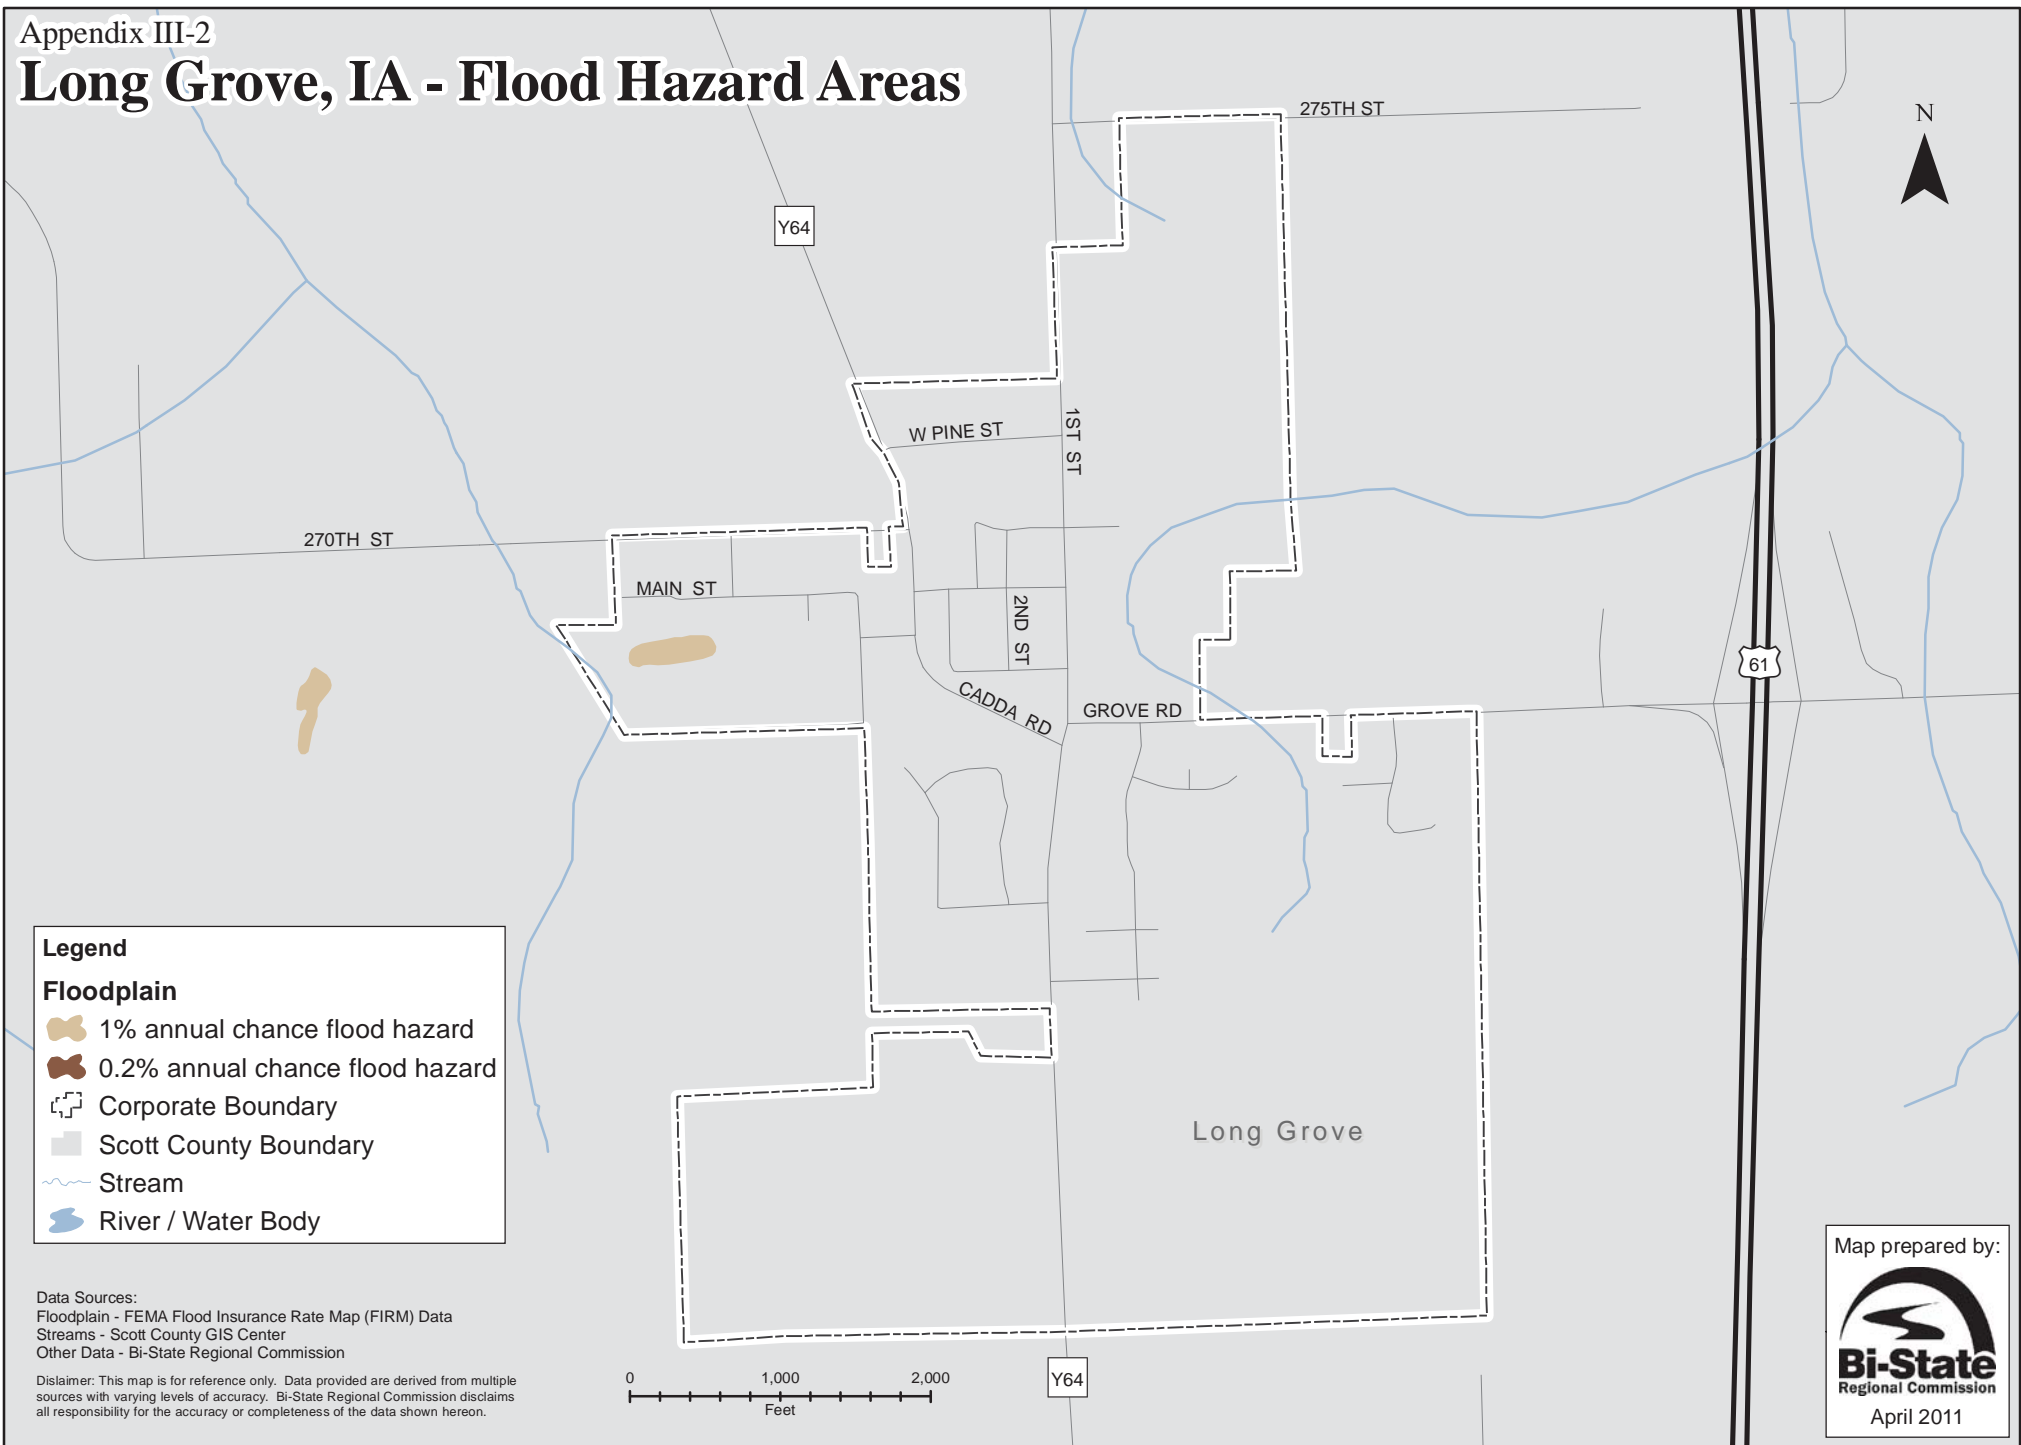 Appendix III-2
Long Grove, IA - Flood Hazard Areas
275TH ST
N
Y64
1ST ST
W PINE ST
270TH ST
MAIN ST
2ND ST
61
CADDA RD
GROVE RD
Long Grove
Legend
Floodplain
1% annual chance flood hazard
0.2% annual chance flood hazard
Corporate Boundary
Scott County Boundary
Stream
River / Water Body
Data Sources:
Floodplain - FEMA Flood Insurance Rate Map (FIRM) Data
Streams - Scott County GIS Center
Other Data - Bi-State Regional Commission
Dislaimer: This map is for reference only. Data provided are derived from multiple
sources with varying levels of accuracy. Bi-State Regional Commission disclaims
all responsibility for the accuracy or completeness of the data shown hereon.
0 1,000 2,000
Feet
Y64
Map prepared by:
Bi-State
Regional Commission
April 2011